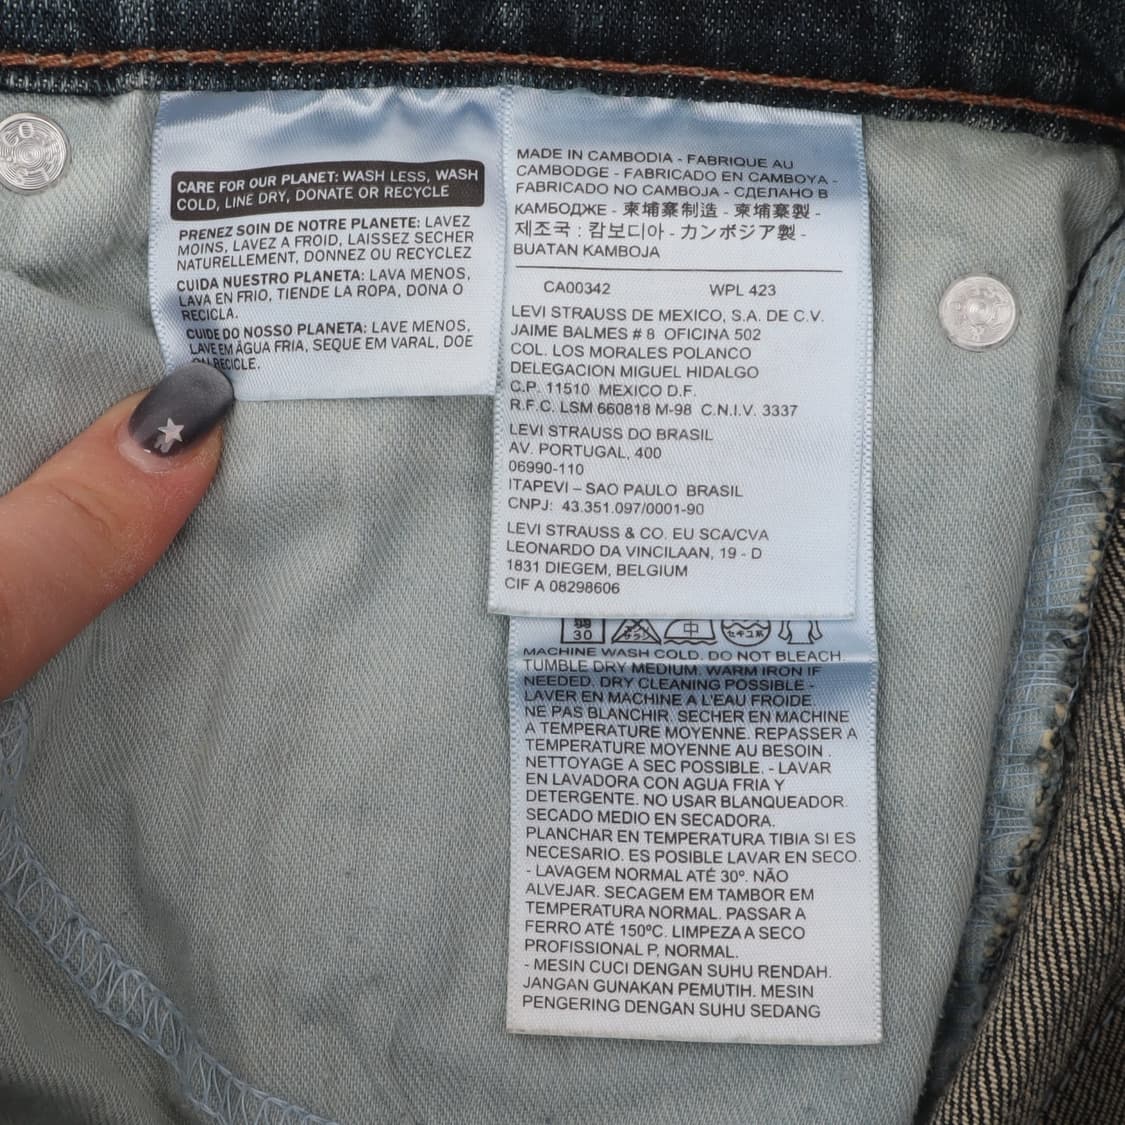 CARE FOR OUR PLANET: WASH LESS, WASH
COLD, LINE DRY, DONATE OR RECYCLE
PRENEZ SOIN DE NOTRE PLANETE: LAVEZ
MOINS, LAVEZ A FROID, LAISSEZ SECHER
NATURELLEMENT, DONNEZ OU RECYCLEZ
CUIDA NUESTRO PLANETA: LAVA MENOS,
LAVA EN FRIO, TIENDE LA ROPA, DONA O
RECICLA.
CUIDE DO NOSSO PLANETA: LAVE MENOS,
LAVE EM ÁGUA FRIA, SEQUE EM VARAL, DOE
OU RECICLE.
MADE IN CAMBODIA - FABRIQUE AU
CAMBODGE - FABRICADO EN CAMBOYA -
FABRICADO NO CAMBOJA - СДЕЛАНО В
КАМБОДЖЕ - 柬埔寨制造 - 柬埔寨製 -
제조국 : 캄보디아 - カンボジア製 -
BUATAN KAMBOJA
CA00342 WPL 423
LEVI STRAUSS DE MEXICO, S.A. DE C.V.
JAIME BALMES # 8 OFICINA 502
COL. LOS MORALES POLANCO
DELEGACION MIGUEL HIDALGO
C.P. 11510 MEXICO D.F.
R.F.C. LSM 660818 M-98 C.N.I.V. 3337
LEVI STRAUSS DO BRASIL
AV. PORTUGAL, 400
06990-110
ITAPEVI – SAO PAULO BRASIL
CNPJ: 43.351.097/0001-90
LEVI STRAUSS & CO. EU SCA/CVA
LEONARDO DA VINCILAAN, 19 - D
1831 DIEGEM, BELGIUM
CIF A 08298606
30 中
MACHINE WASH COLD. DO NOT BLEACH.
TUMBLE DRY MEDIUM. WARM IRON IF
NEEDED. DRY CLEANING POSSIBLE -
LAVER EN MACHINE A L'EAU FROIDE.
NE PAS BLANCHIR. SECHER EN MACHINE
A TEMPERATURE MOYENNE. REPASSER A
TEMPERATURE MOYENNE AU BESOIN .
NETTOYAGE A SEC POSSIBLE. - LAVAR
EN LAVADORA CON AGUA FRIA Y
DETERGENTE. NO USAR BLANQUEADOR.
SECADO MEDIO EN SECADORA.
PLANCHAR EN TEMPERATURA TIBIA SI ES
NECESARIO. ES POSIBLE LAVAR EN SECO.
- LAVAGEM NORMAL ATÉ 30º. NÃO
ALVEJAR. SECAGEM EM TAMBOR EM
TEMPERATURA NORMAL. PASSAR A
FERRO ATÉ 150ºC. LIMPEZA A SECO
PROFISSIONAL P, NORMAL.
- MESIN CUCI DENGAN SUHU RENDAH.
JANGAN GUNAKAN PEMUTIH. MESIN
PENGERING DENGAN SUHU SEDANG